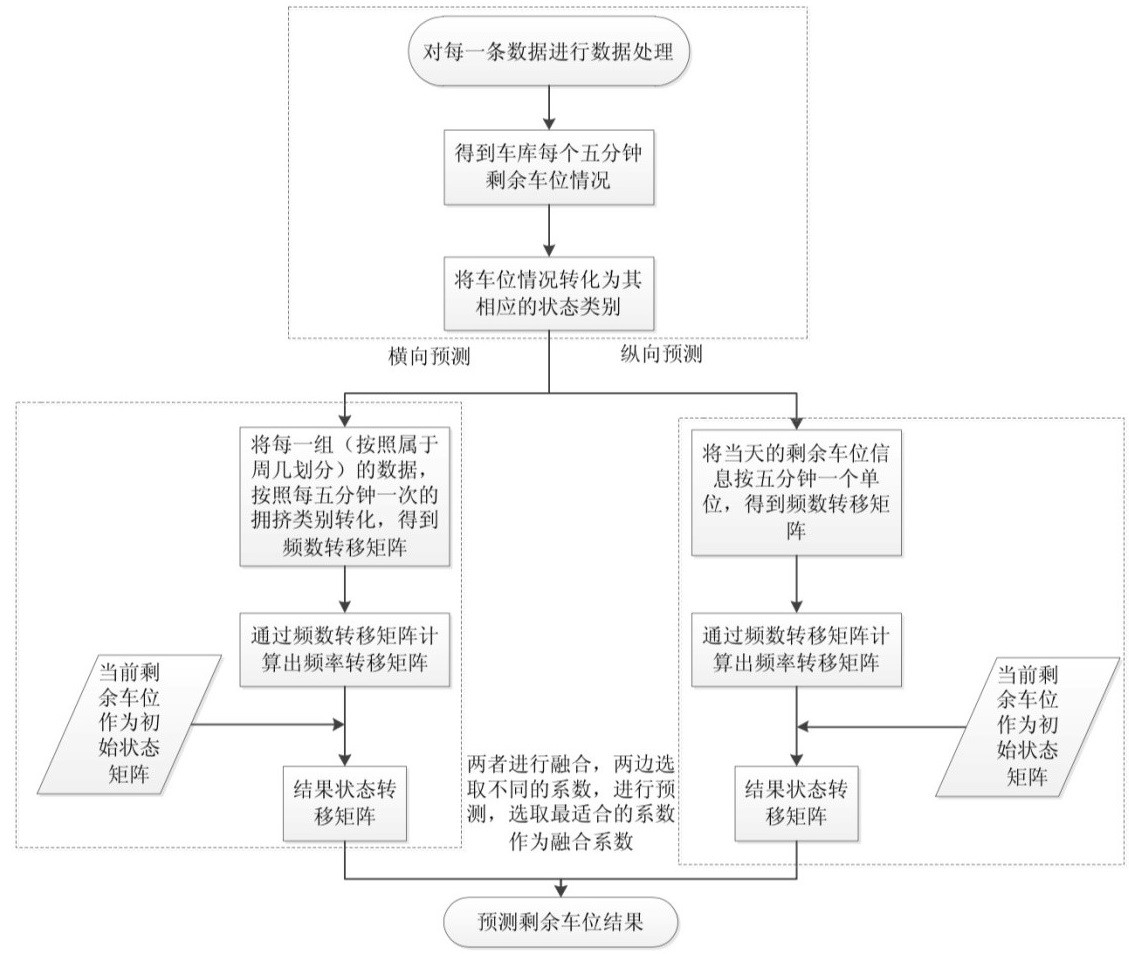 对每一条数据进行数据处理
得到车库每个五分钟
剩余车位情况
将车位情况转化为其
相应的状态类别
横向预测
纵向预测
将每一组（按照属于
周几划分）的数据，
按照每五分钟一次的
拥挤类别转化，得到
频数转移矩阵
将当天的剩余车位信
息按五分钟一个单
位，得到频数转移矩
阵
通过频数转移矩阵计
算出频率转移矩阵
通过频数转移矩阵计
算出频率转移矩阵
当前剩
余车位
作为初
始状态
矩阵
当前剩
余车位
作为初
始状态
矩阵
结果状态转
移矩阵
两者进行融合，两边选
取不同的系数，进行预
测，选取最适合的系数
作为融合系数
结果状态转
移矩阵
预测剩余车位结果